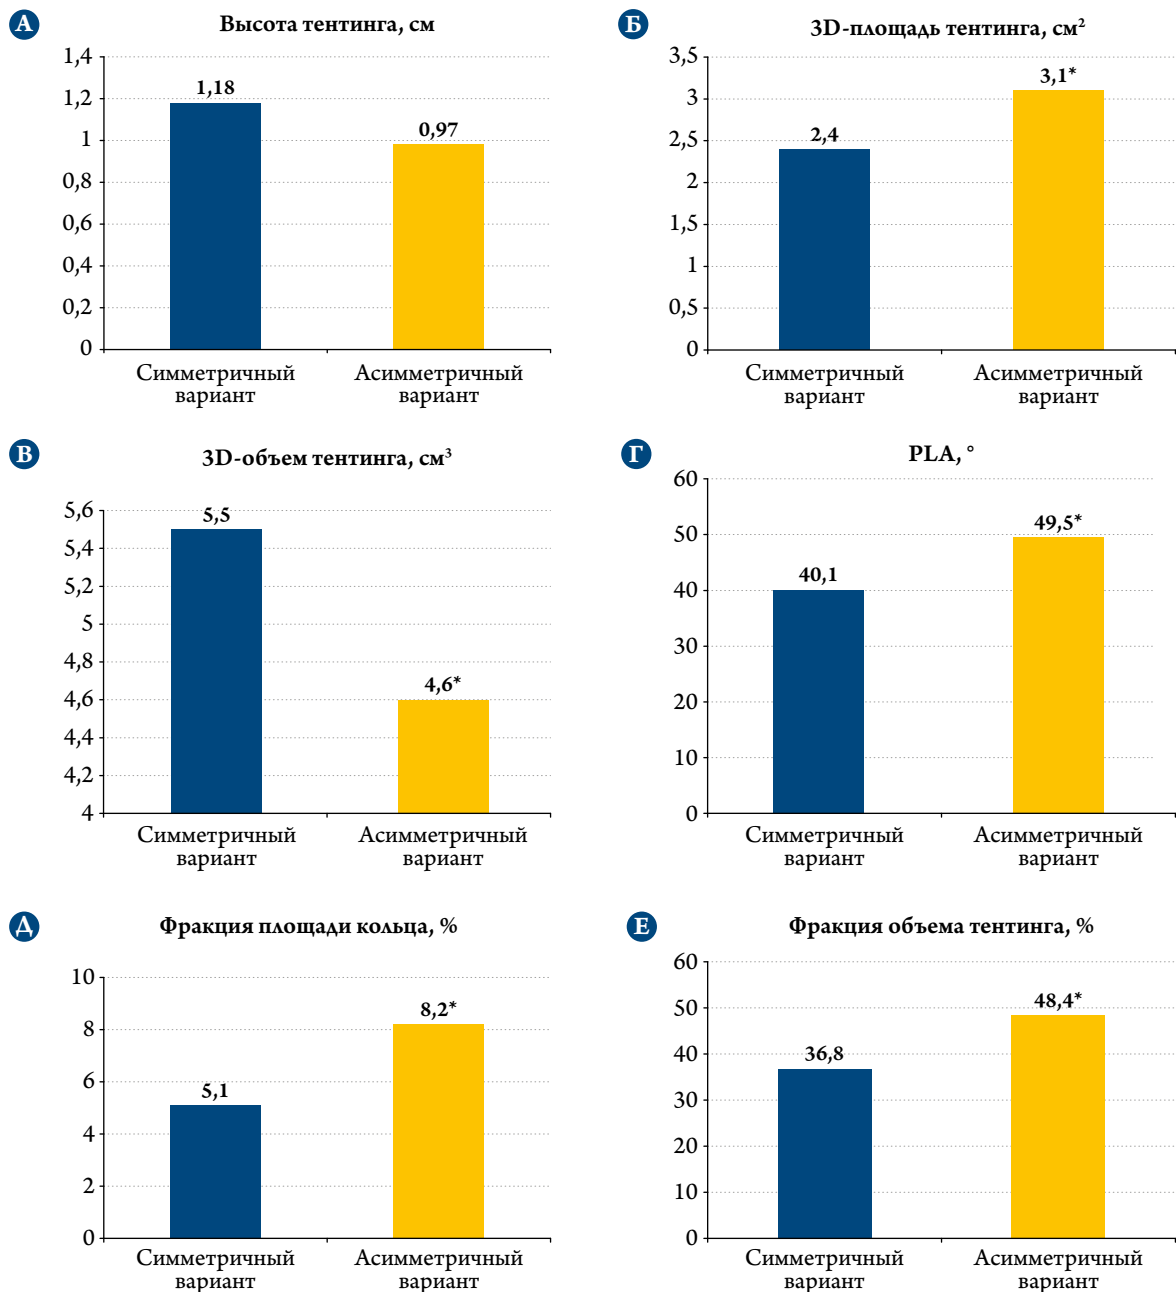 А
Высота тентинга, см
1,4
1,2
1
0,8
0,6
0,4
0,2
0
1,18
0,97
Симметричный
вариант
Асимметричный
вариант
Б
3D-площадь тентинга, см²
3,5
3
2,5
2
1,5
1
0,5
0
2,4
3,1*
Симметричный
вариант
Асимметричный
вариант
В
3D-объем тентинга, см³
5,6
5,4
5,2
5
4,8
4,6
4,4
4,2
4
5,5
4,6*
Симметричный
вариант
Асимметричный
вариант
Г
PLA, °
60
50
40
30
20
10
0
40,1
49,5*
Симметричный
вариант
Асимметричный
вариант
Д
Фракция площади кольца, %
10
8
6
4
2
0
5,1
8,2*
Симметричный
вариант
Асимметричный
вариант
Е
Фракция объема тентинга, %
60
50
40
30
20
10
0
36,8
48,4*
Симметричный
вариант
Асимметричный
вариант